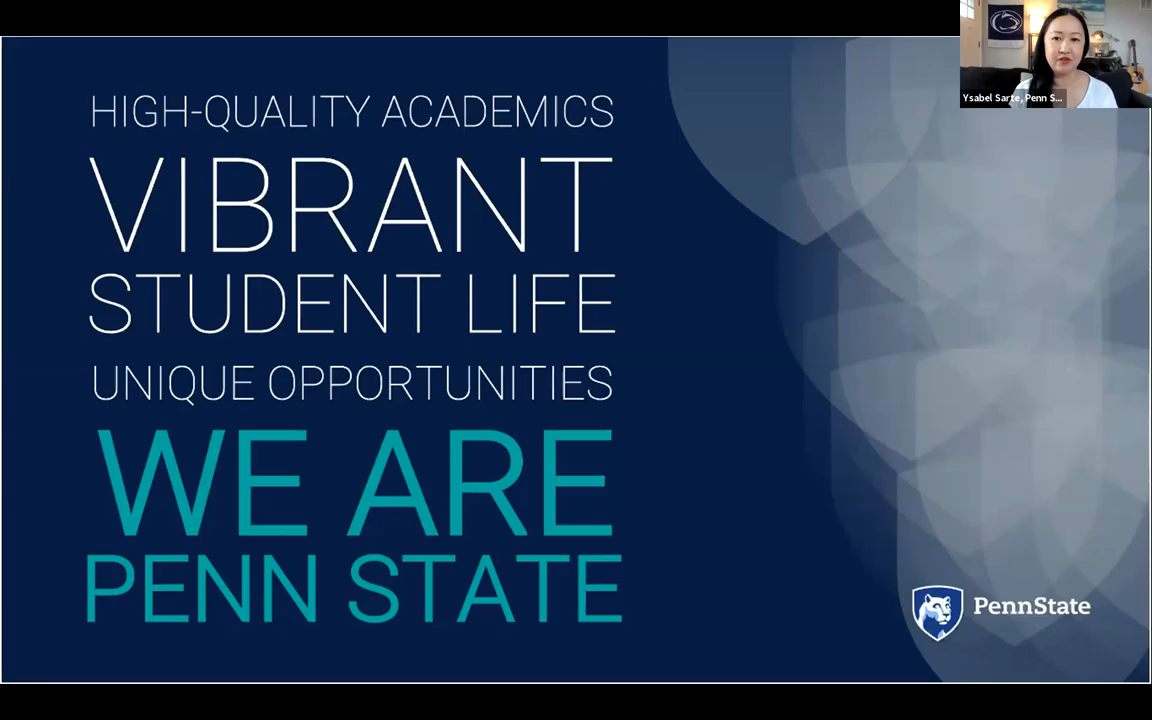 HIGH-QUALITY ACADEMICS
VIBRANT
STUDENT LIFE
UNIQUE OPPORTUNITIES
WE ARE
PENN STATE
PennState
Ysabel Sarte, Penn S...